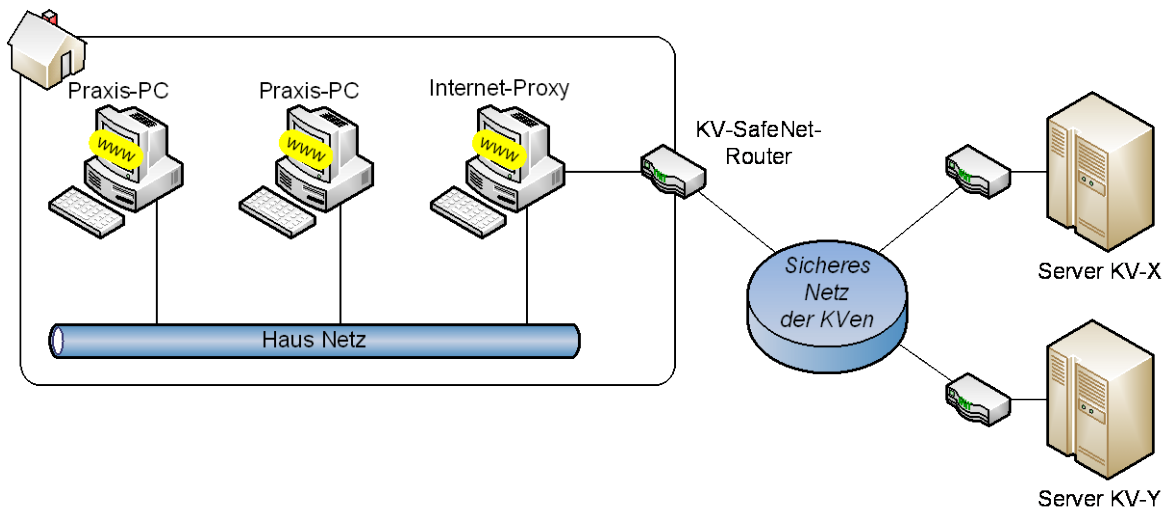 Praxis-PC
Praxis-PC
Internet-Proxy
www
www
www
KV-SafeNet-
Router
Haus Netz
Sicheres
Netz
der KVen
Server KV-X
Server KV-Y